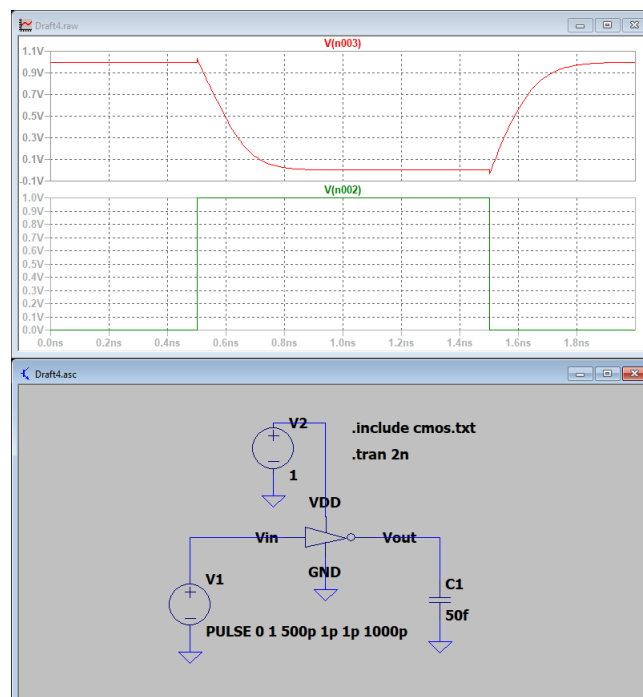 Draft4.raw
V(n003)
1.1V
0.9V
0.7V
0.5V
0.3V
0.1V
-0.1V
V(n002)
1.0V
0.9V
0.8V
0.7V
0.6V
0.5V
0.4V
0.3V
0.2V
0.1V
0.0V
0.0ns 0.2ns 0.4ns 0.6ns 0.8ns 1.0ns 1.2ns 1.4ns 1.6ns 1.8ns
Draft4.asc
V2
.include cmos.txt
.tran 2n
1
VDD
Vin
Vout
GND
V1
C1
50f
PULSE 0 1 500p 1p 1p 1000p